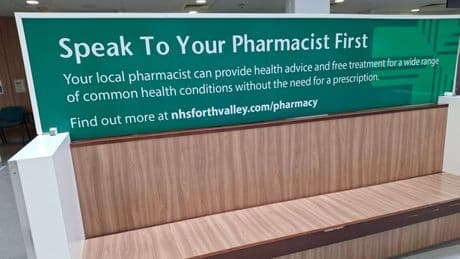 Speak To Your Pharmacist First
Your local pharmacist can provide health advice and free treatment for a wide range
of common health conditions without the need for a prescription.
Find out more at nhsforthvalley.com/pharmacy